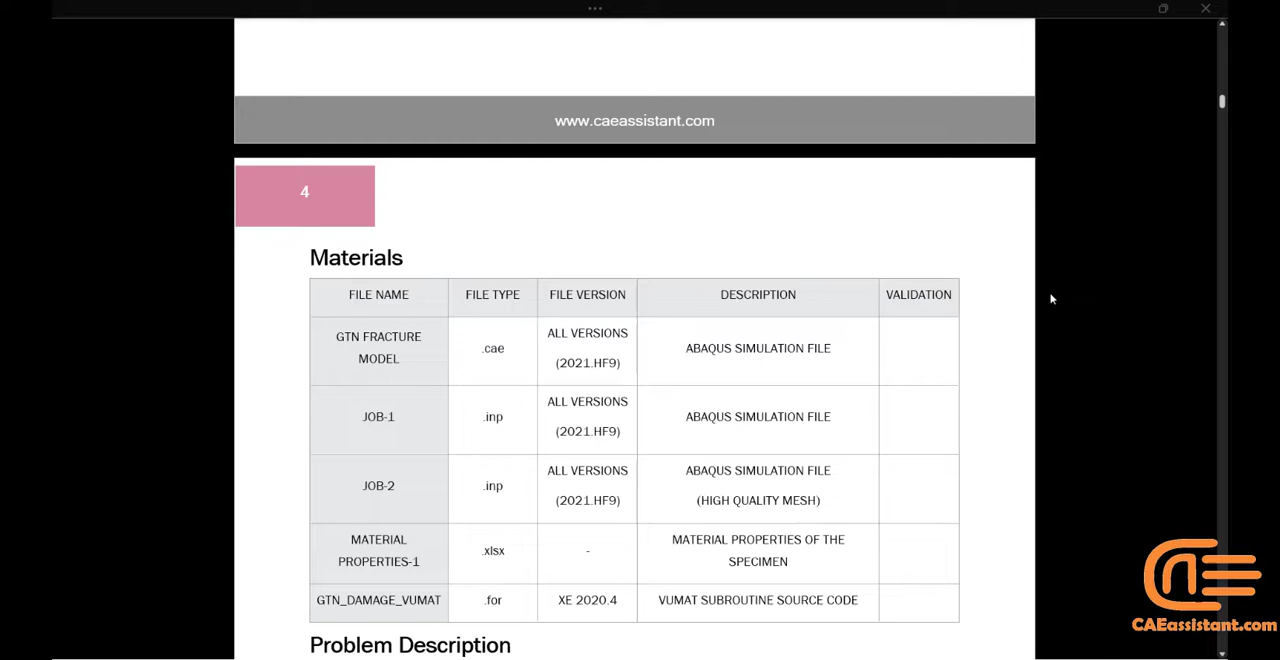 www.caeassistant.com
4
Materials
FILE NAME FILE TYPE FILE VERSION DESCRIPTION VALIDATION
GTN FRACTURE MODEL .cae ALL VERSIONS (2021.HF9) ABAQUS SIMULATION FILE
JOB-1 .inp ALL VERSIONS (2021.HF9) ABAQUS SIMULATION FILE
JOB-2 .inp ALL VERSIONS (2021.HF9) ABAQUS SIMULATION FILE (HIGH QUALITY MESH)
MATERIAL PROPERTIES-1 .xlsx - MATERIAL PROPERTIES OF THE SPECIMEN
GTN_DAMAGE_VUMAT .for XE 2020.4 VUMAT SUBROUTINE SOURCE CODE
Problem Description
CAEassistant.com